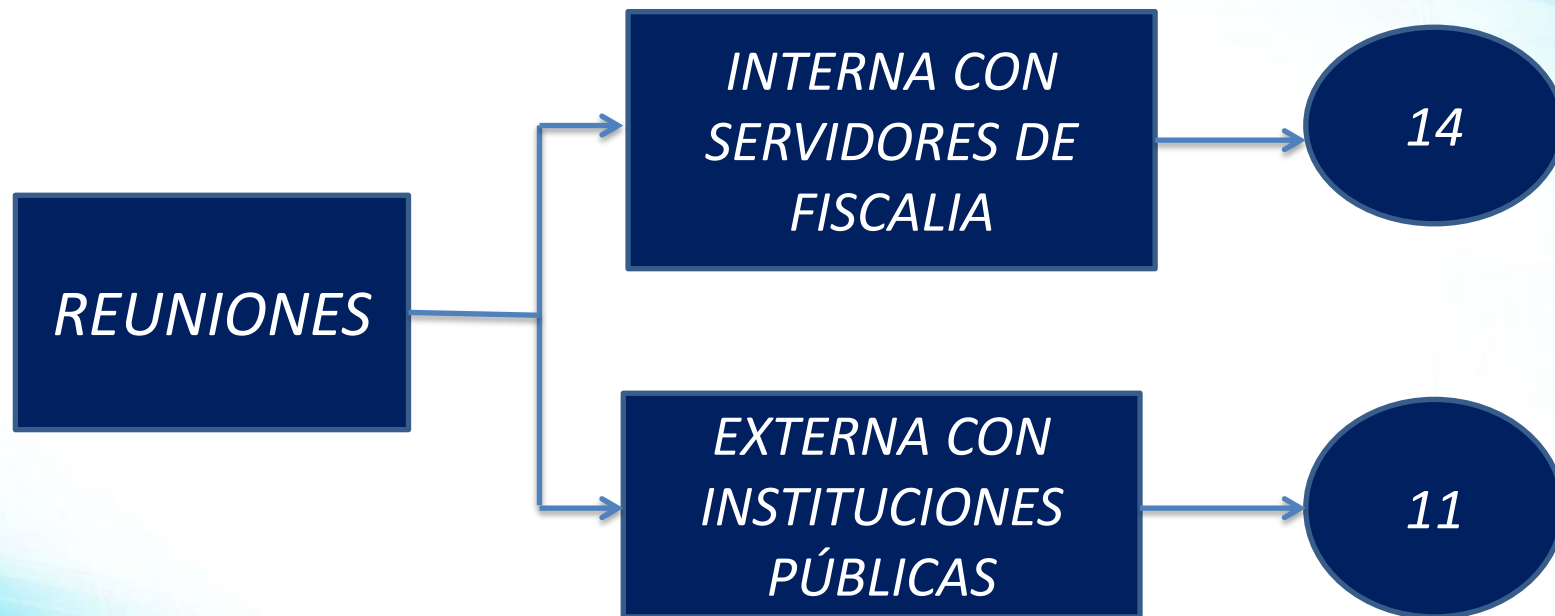 REUNIONES
INTERNA CON
SERVIDORES DE
FISCALIA
14
EXTERNA CON
INSTITUCIONES
PÚBLICAS
11